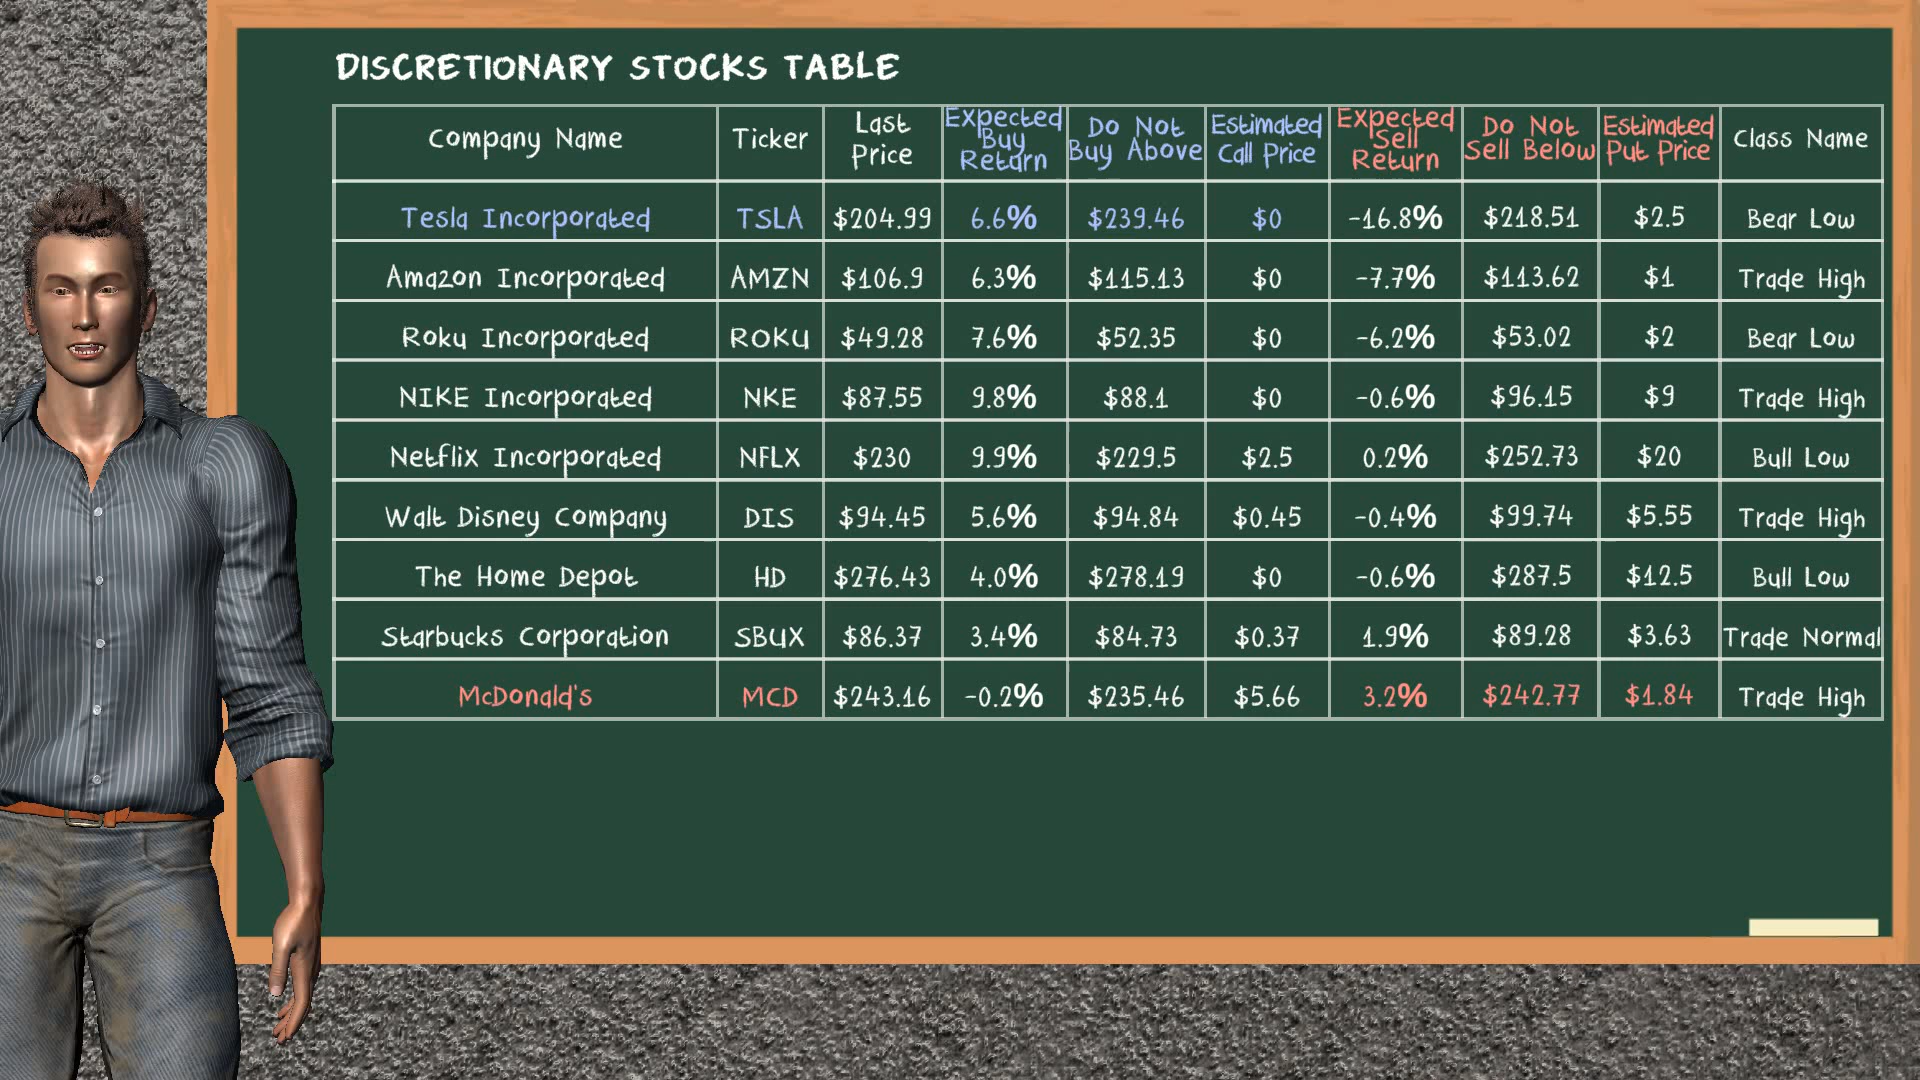 DISCRETIONARY STOCKS TABLE
Company Name Ticker Last Price Expected Buy Return Do Not Buy Above Estimated Call Price Expected Sell Return Do Not Sell Below Estimated Put Price Class Name
Tesla Incorporated TSLA $204.99 6.6% $239.46 $0 -16.8% $218.51 $2.5 Bear Low
Amazon Incorporated AMZN $106.9 6.3% $115.13 $0 -7.7% $113.62 $1 Trade High
Roku Incorporated ROKU $49.28 7.6% $52.35 $0 -6.2% $53.02 $2 Bear Low
NIKE Incorporated NKE $87.55 9.8% $88.1 $0 -0.6% $96.15 $9 Trade High
Netflix Incorporated NFLX $230 9.9% $229.5 $2.5 0.2% $252.73 $20 Bull Low
Walt Disney Company DIS $94.45 5.6% $94.84 $0.45 -0.4% $99.74 $5.55 Trade High
The Home Depot HD $276.43 4.0% $278.19 $0 -0.6% $287.5 $12.5 Bull Low
Starbucks Corporation SBUX $86.37 3.4% $84.73 $0.37 1.9% $89.28 $3.63 Trade Normal
McDonald's MCD $243.16 -0.2% $235.46 $5.66 3.2% $242.77 $1.84 Trade High